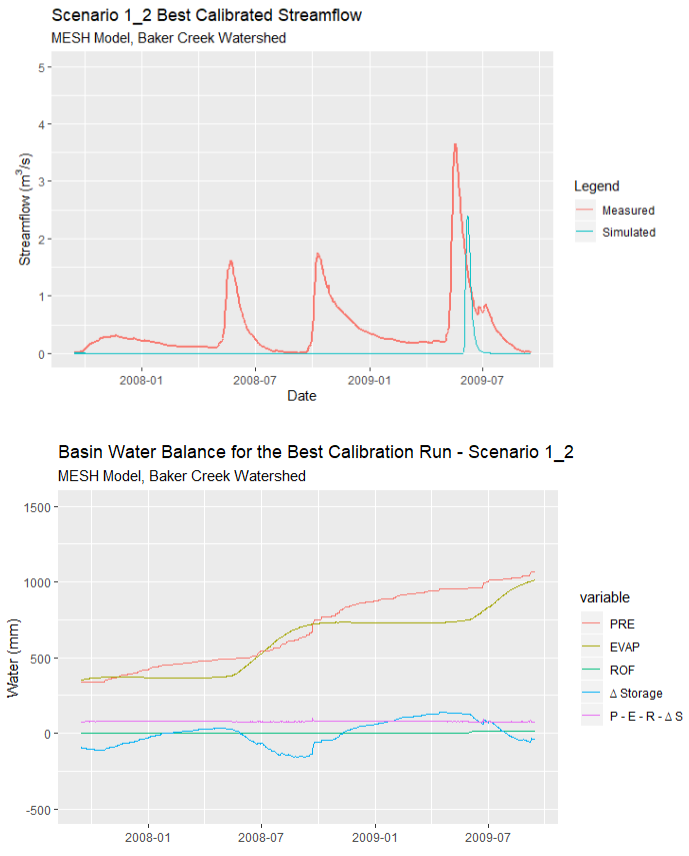 Scenario 1_2 Best Calibrated Streamflow
MESH Model, Baker Creek Watershed
5
4
3
2
1
0
Streamflow (m³/s)
2008-01
2008-07
2009-01
2009-07
Date
Legend
Measured
Simulated
Basin Water Balance for the Best Calibration Run - Scenario 1_2
MESH Model, Baker Creek Watershed
1500
1000
500
0
-500
Water (mm)
2008-01
2008-07
2009-01
2009-07
variable
PRE
EVAP
ROF
Δ Storage
P - E - R - Δ S